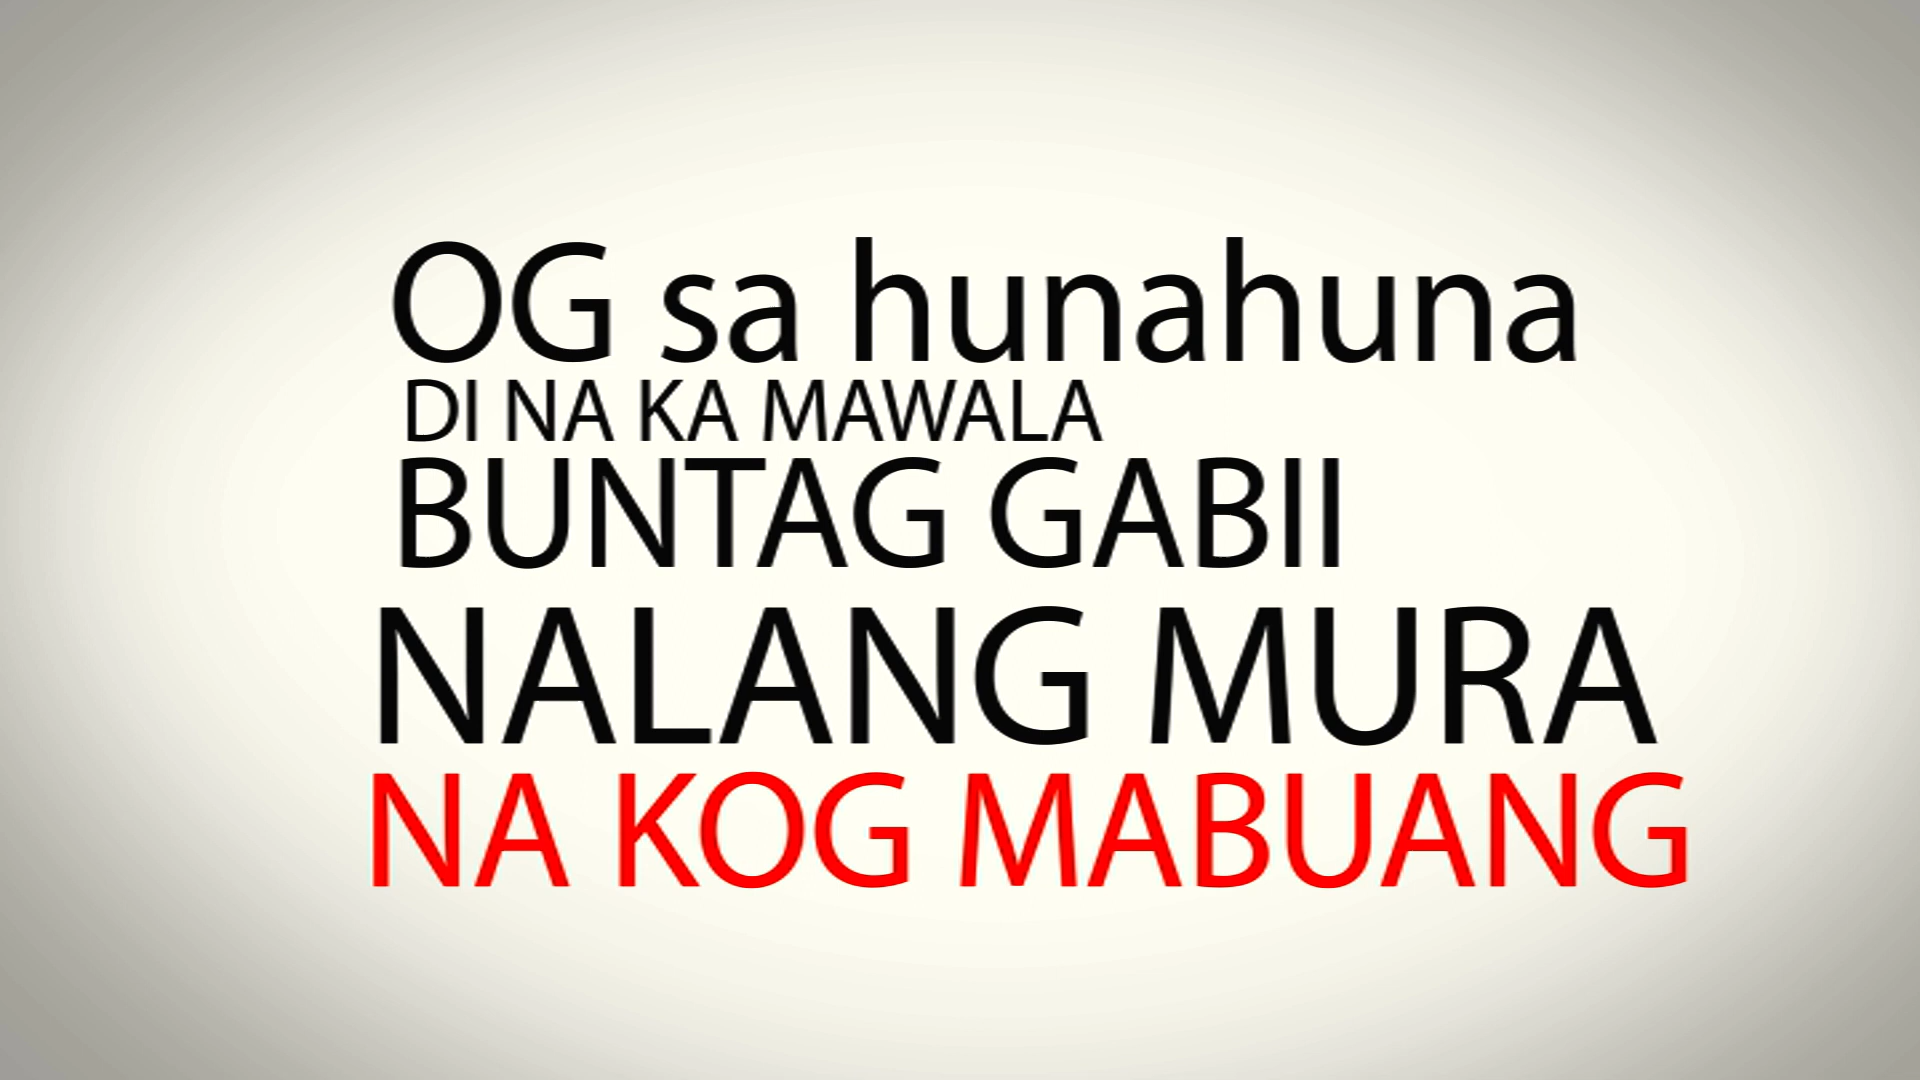 OG sa hunahuna
DI NA KA MAWALA
BUNTAG GABII
NALANG MURA
NA KOG MABUANG